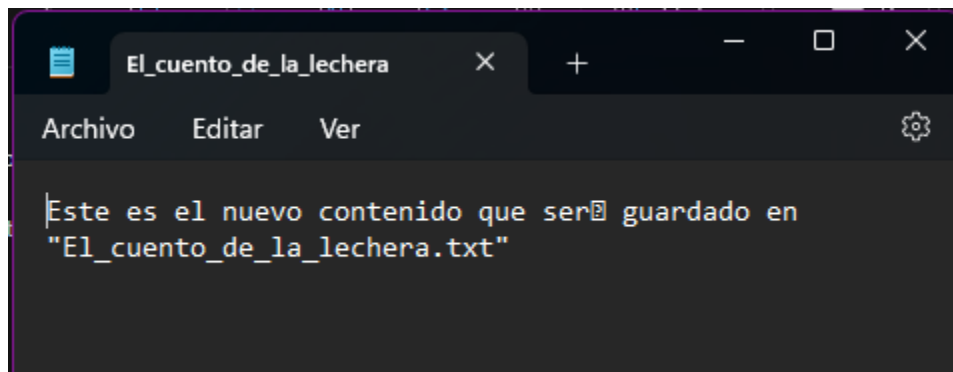 El_cuento_de_la_lechera
Archivo Editar Ver
Este es el nuevo contenido que ser� guardado en
"El_cuento_de_la_lechera.txt"